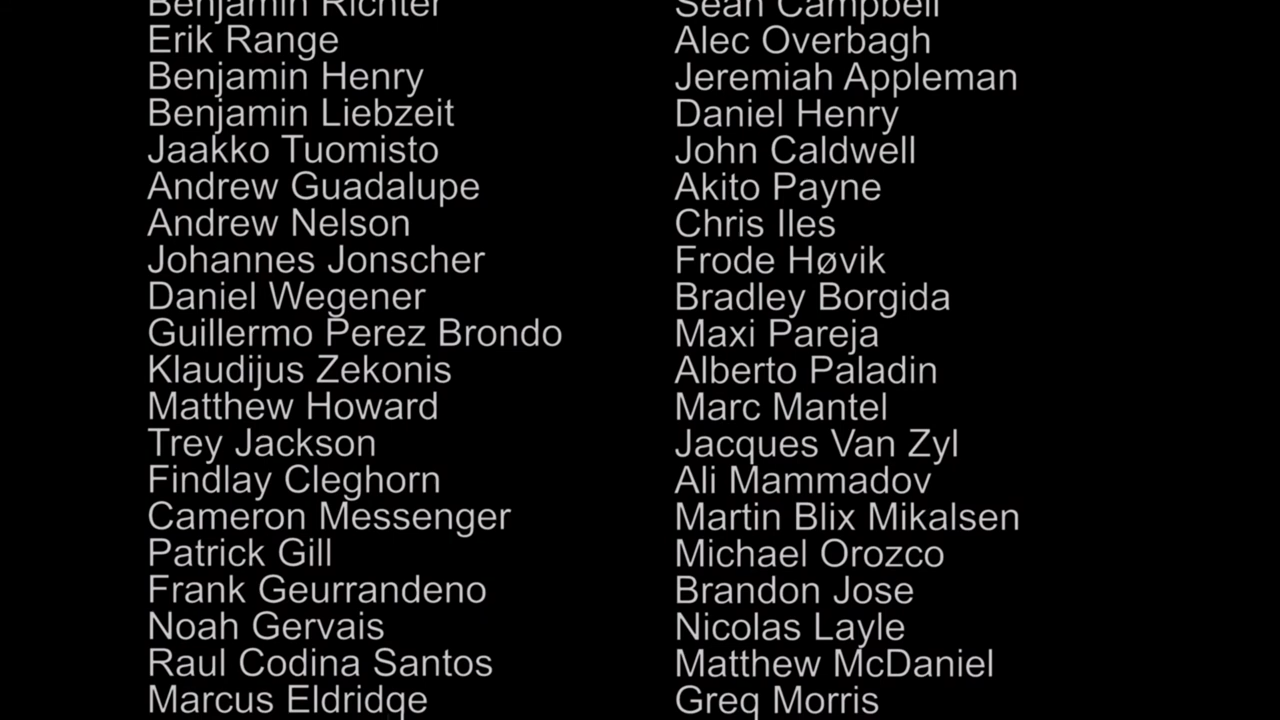 Benjamin Richter
Erik Range
Benjamin Henry
Benjamin Liebzeit
Jaakko Tuomisto
Andrew Guadalupe
Andrew Nelson
Johannes Jonscher
Daniel Wegener
Guillermo Perez Brondo
Klaudijus Zekonis
Matthew Howard
Trey Jackson
Findlay Cleghorn
Cameron Messenger
Patrick Gill
Frank Geurrandeno
Noah Gervais
Raul Codina Santos
Marcus Eldridge
Sean Campbell
Alec Overbagh
Jeremiah Appleman
Daniel Henry
John Caldwell
Akito Payne
Chris Iles
Frode Høvik
Bradley Borgida
Maxi Pareja
Alberto Paladin
Marc Mantel
Jacques Van Zyl
Ali Mammadov
Martin Blix Mikalsen
Michael Orozco
Brandon Jose
Nicolas Layle
Matthew McDaniel
Greg Morris